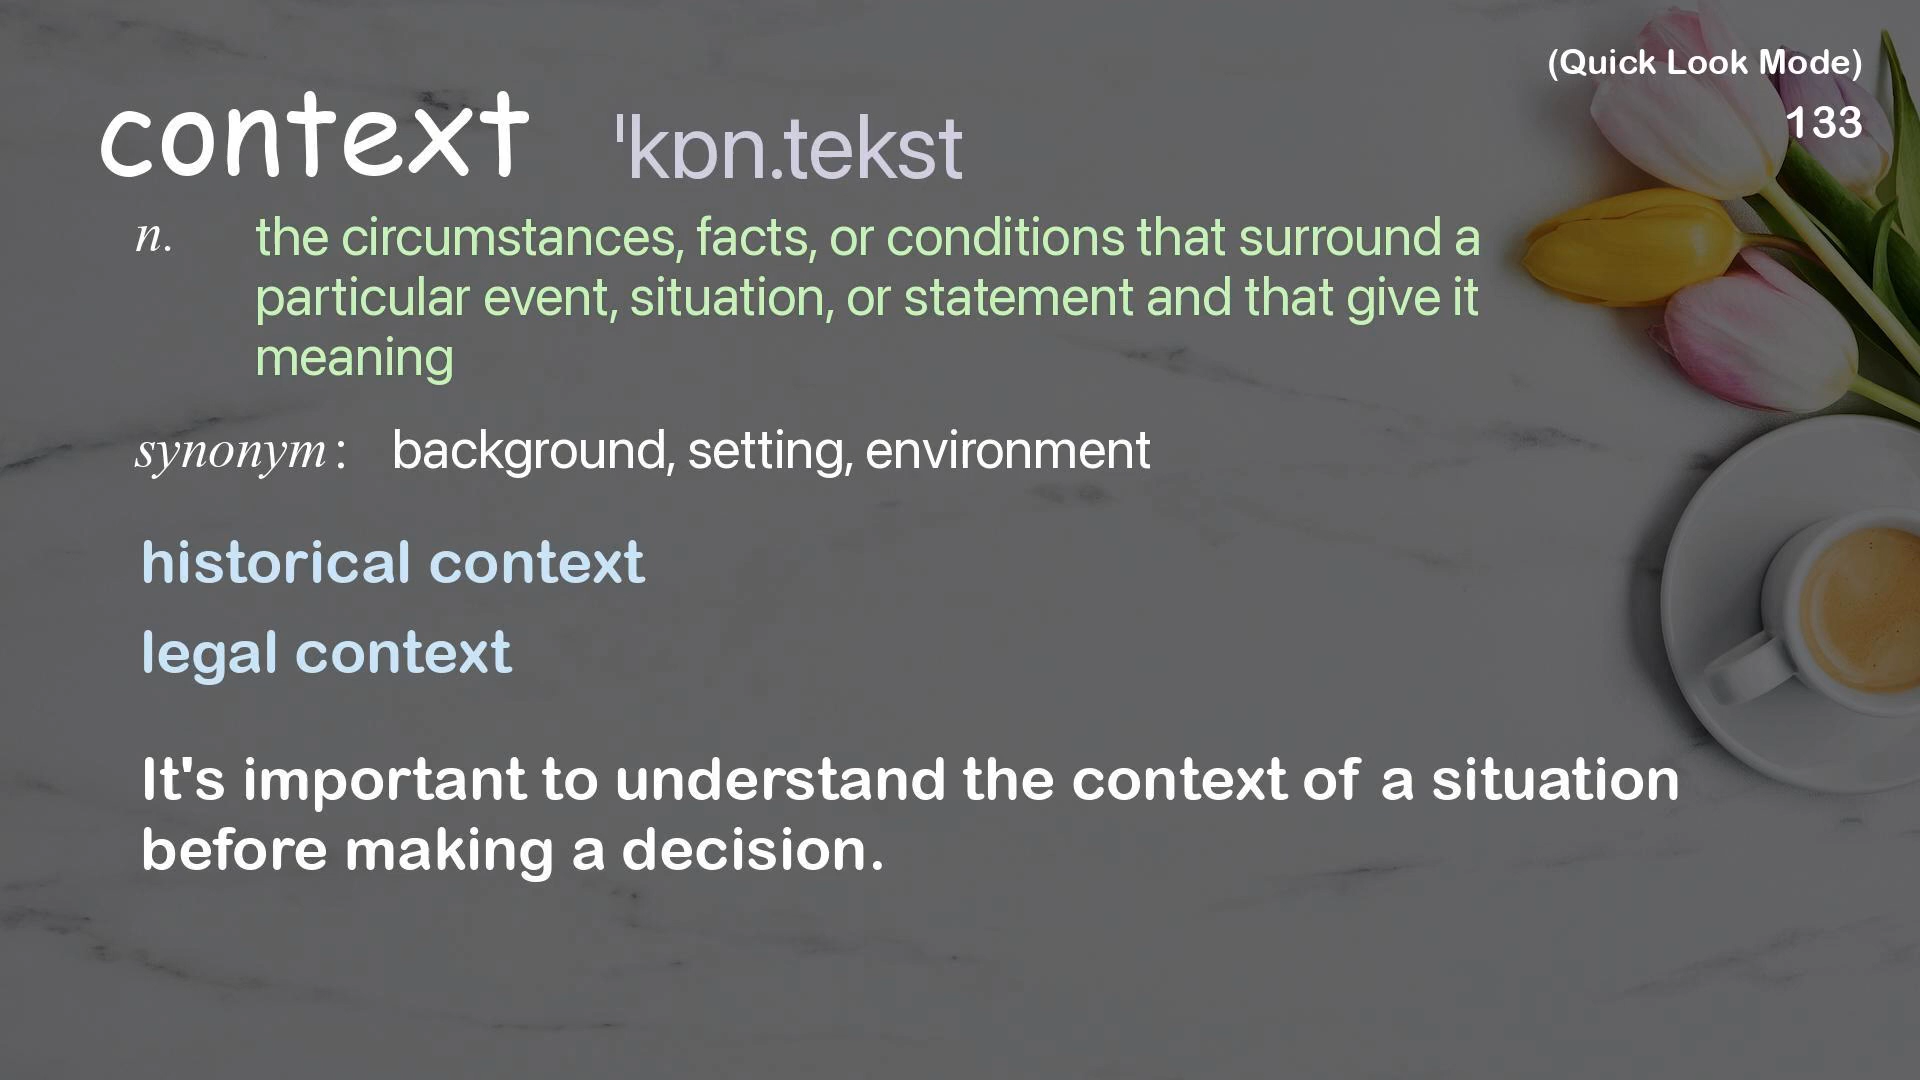 (Quick Look Mode)
133
context ˈkɒn.tekst
n. the circumstances, facts, or conditions that surround a
particular event, situation, or statement and that give it
meaning
synonym: background, setting, environment
historical context
legal context
It's important to understand the context of a situation
before making a decision.